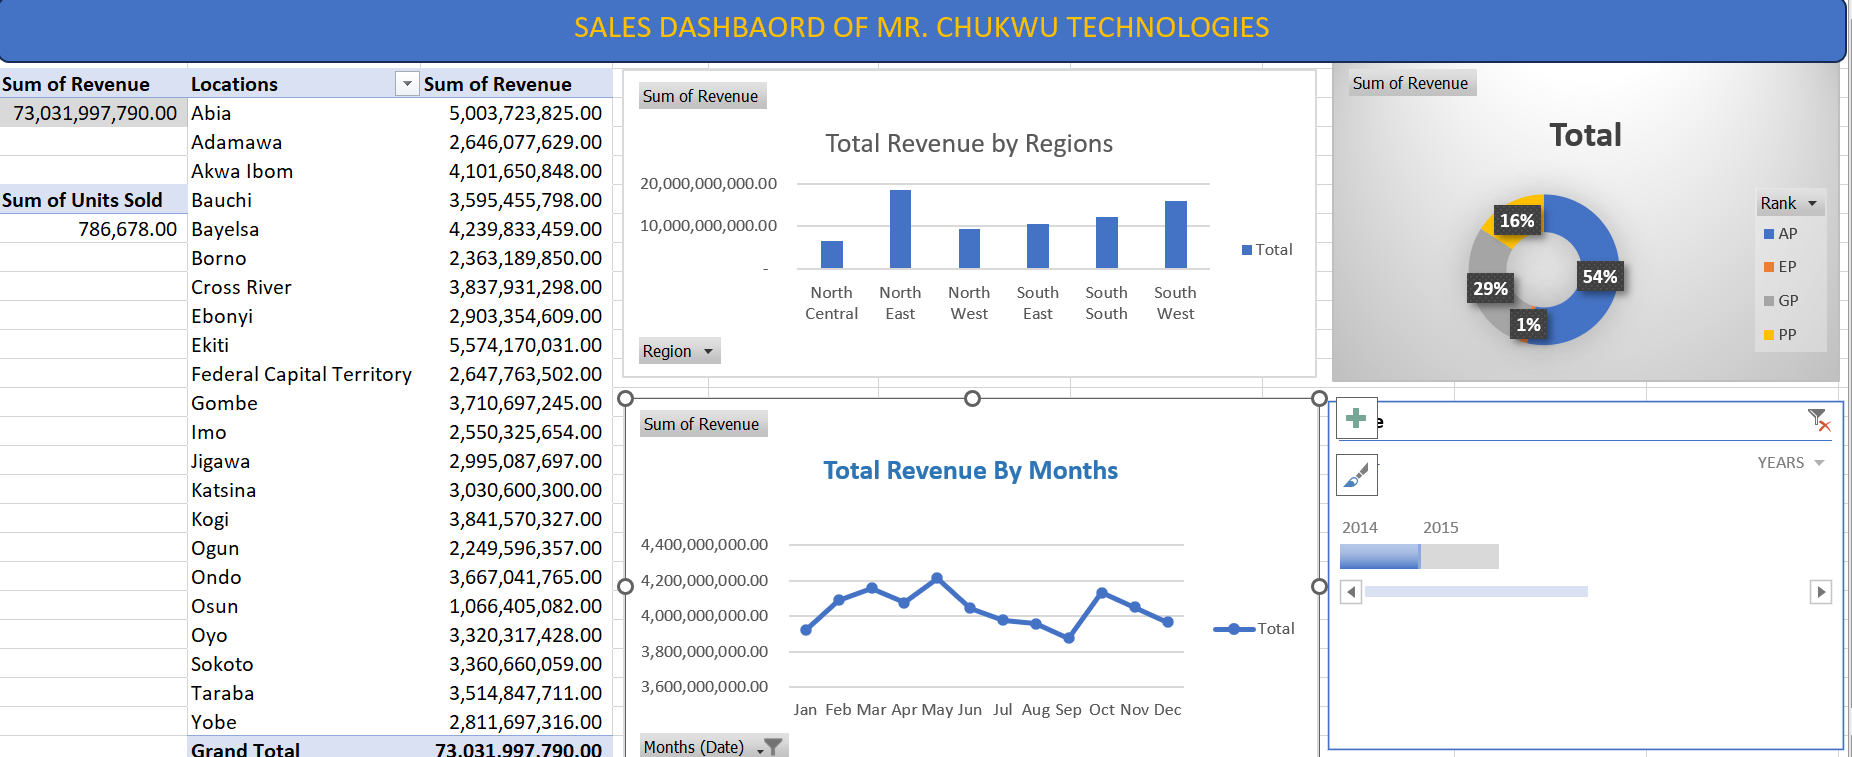 SALES DASHBAORD OF MR. CHUKWU TECHNOLOGIES
Sum of Revenue
73,031,997,790.00
Sum of Units Sold
786,678.00
Locations Sum of Revenue
Abia 5,003,723,825.00
Adamawa 2,646,077,629.00
Akwa Ibom 4,101,650,848.00
Bauchi 3,595,455,798.00
Bayelsa 4,239,833,459.00
Borno 2,363,189,850.00
Cross River 3,837,931,298.00
Ebonyi 2,903,354,609.00
Ekiti 5,574,170,031.00
Federal Capital Territory 2,647,763,502.00
Gombe 3,710,697,245.00
Imo 2,550,325,654.00
Jigawa 2,995,087,697.00
Katsina 3,030,600,300.00
Kogi 3,841,570,327.00
Ogun 2,249,596,357.00
Ondo 3,667,041,765.00
Osun 1,066,405,082.00
Oyo 3,320,317,428.00
Sokoto 3,360,660,059.00
Taraba 3,514,847,711.00
Yobe 2,811,697,316.00
Grand Total 73,031,997,790.00
Sum of Revenue
Total Revenue by Regions
20,000,000,000.00
10,000,000,000.00
-
North Central
North East
North West
South East
South South
South West
Total
Region
Sum of Revenue
Total
16%
54%
29%
1%
Rank
AP
EP
GP
PP
Sum of Revenue
Total Revenue By Months
4,400,000,000.00
4,200,000,000.00
4,000,000,000.00
3,800,000,000.00
3,600,000,000.00
Jan Feb Mar Apr May Jun Jul Aug Sep Oct Nov Dec
Total
Months (Date)
e
YEARS
2014 2015